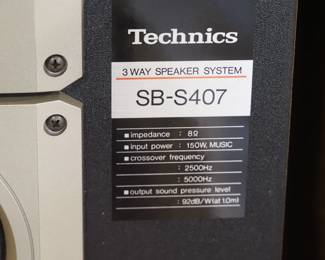 Technics
3 WAY SPEAKER SYSTEM
SB-S407
■ impedance : 8Ω
■ input power : 150W, MUSIC
■ crossover frequency
: 2500Hz
: 5000Hz
■ output sound pressure level
: 92dB/W(at 1.0m)